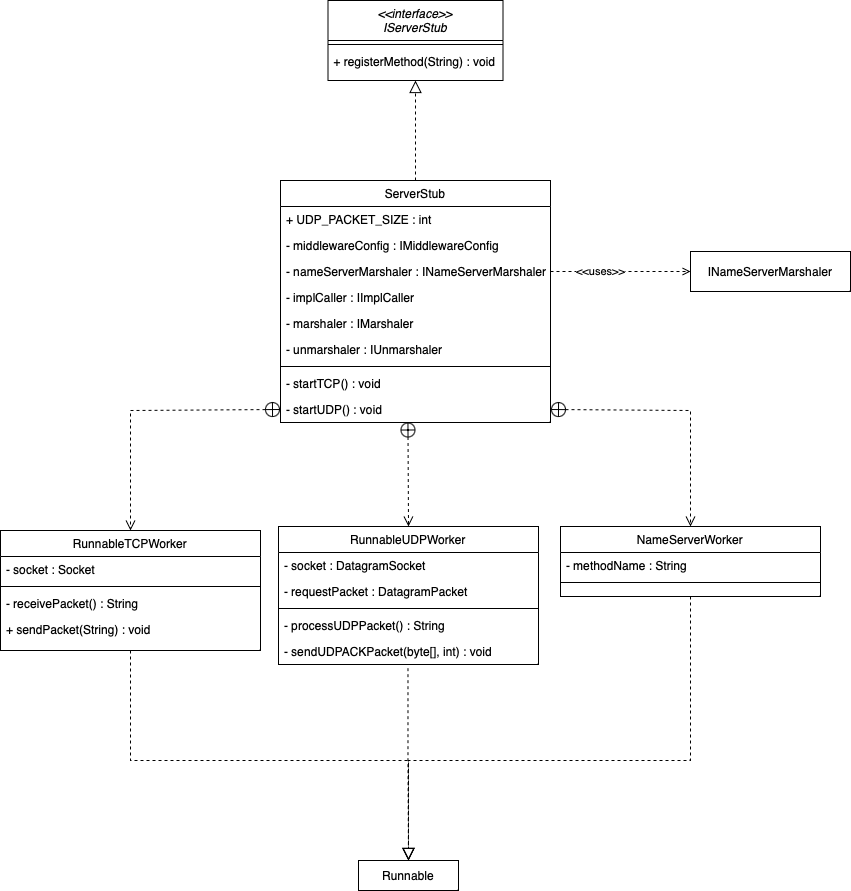 <<interface>>
IServerStub
+ registerMethod(String) : void
ServerStub
+ UDP_PACKET_SIZE : int
- middlewareConfig : IMiddlewareConfig
- nameServerMarshaler : INameServerMarshaler
- implCaller : IImplCaller
- marshaler : IMarshaler
- unmarshaler : IUnmarshaler
- startTCP() : void
- startUDP() : void
<<uses>>
INameServerMarshaler
RunnableTCPWorker
- socket : Socket
- receivePacket() : String
+ sendPacket(String) : void
RunnableUDPWorker
- socket : DatagramSocket
- requestPacket : DatagramPacket
- processUDPPacket() : String
- sendUDPACKPacket(byte[], int) : void
NameServerWorker
- methodName : String
Runnable